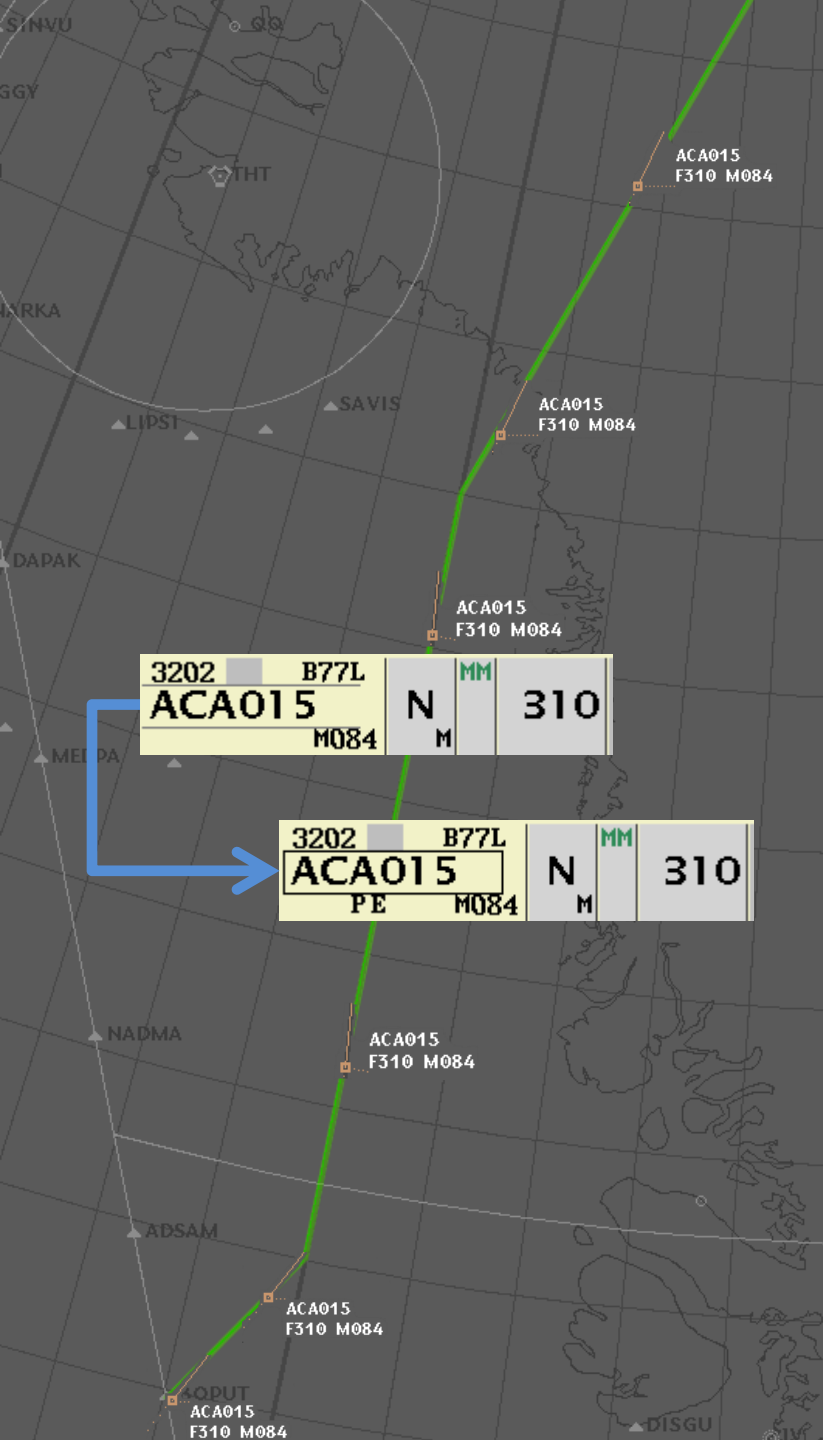 SINVU
QQ
GGY
THT
ACA015
F310 M084
NARKA
SAVIS
LIPSI
ACA015
F310 M084
DAPAK
ACA015
F310 M084
3202 B77L MM
ACA015 N 310
M084 M
MEDPA
3202 B77L MM
ACA015 N 310
PE M084 M
NADMA
ACA015
F310 M084
ADSAM
ACA015
F310 M084
ACA015
F310 M084
DISGU